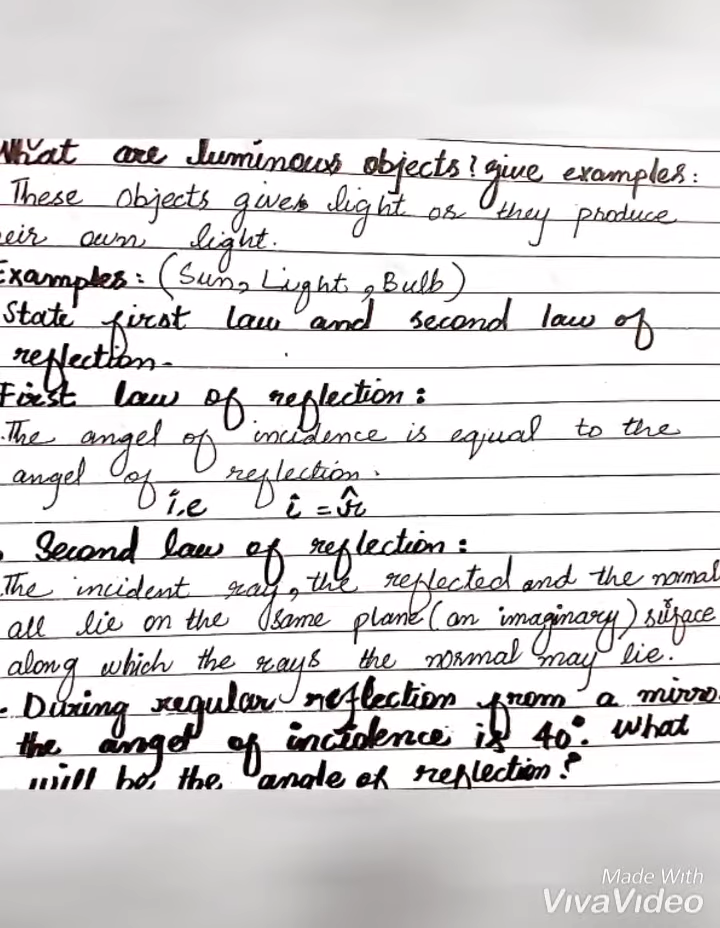 What are luminous objects? give examples:
These objects gives light or they produce
eir own light.
Examples: (Sun, Light, Bulb)
State first law and second law of
reflection.
First law of reflection:
.The angel of incidence is equal to the
angel of reflection.
i.e î = r̂
. Second law of reflection:
.The incident ray, the reflected and the normal
all lie on the same plane (an imaginary) surface
along which the rays the normal may lie.
. During regular reflection from a mirro
the angel of incidence is 40°. What
will be the angle of reflection?
Made With
VivaVideo